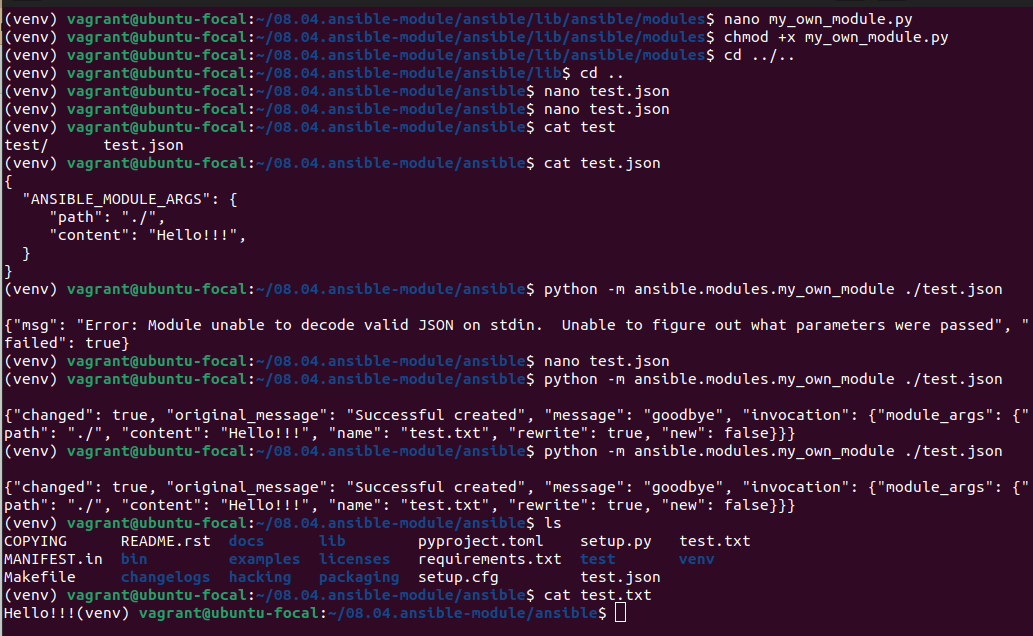 (venv) vagrant@ubuntu-focal:~/08.04.ansible-module/ansible/lib/ansible/modules$ nano my_own_module.py
(venv) vagrant@ubuntu-focal:~/08.04.ansible-module/ansible/lib/ansible/modules$ chmod +x my_own_module.py
(venv) vagrant@ubuntu-focal:~/08.04.ansible-module/ansible/lib/ansible/modules$ cd ../..
(venv) vagrant@ubuntu-focal:~/08.04.ansible-module/ansible/lib$ cd ..
(venv) vagrant@ubuntu-focal:~/08.04.ansible-module/ansible$ nano test.json
(venv) vagrant@ubuntu-focal:~/08.04.ansible-module/ansible$ nano test.json
(venv) vagrant@ubuntu-focal:~/08.04.ansible-module/ansible$ cat test
test/      test.json
(venv) vagrant@ubuntu-focal:~/08.04.ansible-module/ansible$ cat test.json
{
  "ANSIBLE_MODULE_ARGS": {
     "path": "./",
     "content": "Hello!!!",
  }
}
(venv) vagrant@ubuntu-focal:~/08.04.ansible-module/ansible$ python -m ansible.modules.my_own_module ./test.json
{"msg": "Error: Module unable to decode valid JSON on stdin.  Unable to figure out what parameters were passed", "
failed": true}
(venv) vagrant@ubuntu-focal:~/08.04.ansible-module/ansible$ nano test.json
(venv) vagrant@ubuntu-focal:~/08.04.ansible-module/ansible$ python -m ansible.modules.my_own_module ./test.json
{"changed": true, "original_message": "Successful created", "message": "goodbye", "invocation": {"module_args": {"
path": "./", "content": "Hello!!!", "name": "test.txt", "rewrite": true, "new": false}}}
(venv) vagrant@ubuntu-focal:~/08.04.ansible-module/ansible$ python -m ansible.modules.my_own_module ./test.json
{"changed": true, "original_message": "Successful created", "message": "goodbye", "invocation": {"module_args": {"
path": "./", "content": "Hello!!!", "name": "test.txt", "rewrite": true, "new": false}}}
(venv) vagrant@ubuntu-focal:~/08.04.ansible-module/ansible$ ls
COPYING      README.rst  docs      lib        pyproject.toml    setup.py   test.txt
MANIFEST.in  bin         examples  licenses   requirements.txt  test       venv
Makefile     changelogs  hacking   packaging  setup.cfg         test.json
(venv) vagrant@ubuntu-focal:~/08.04.ansible-module/ansible$ cat test.txt
Hello!!!(venv) vagrant@ubuntu-focal:~/08.04.ansible-module/ansible$